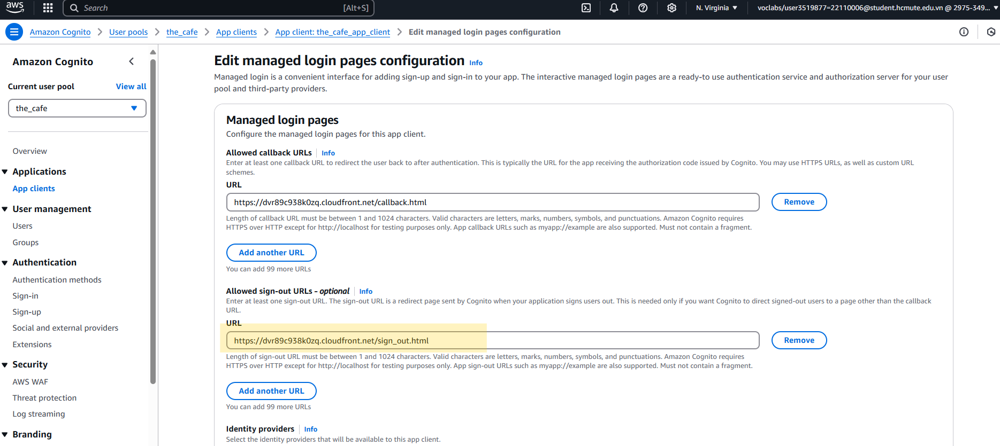 aws
Search
[Alt+S]
N. Virginia
voclabs/user3519877=22110006@student.hcmute.edu.vn @ 2975-349...
Amazon Cognito
User pools
the_cafe
App clients
App client: the_cafe_app_client
Edit managed login pages configuration
Amazon Cognito
Current user pool
View all
the_cafe
Overview
Applications
App clients
User management
Users
Groups
Authentication
Authentication methods
Sign-in
Sign-up
Social and external providers
Extensions
Security
AWS WAF
Threat protection
Log streaming
Branding
Edit managed login pages configuration Info
Managed login is a convenient interface for adding sign-up and sign-in to your app. The interactive managed login pages are a ready-to use authentication service and authorization server for your user
pool and third-party providers.
Managed login pages
Configure the managed login pages for this app client.
Allowed callback URLs Info
Enter at least one callback URL to redirect the user back to after authentication. This is typically the URL for the app receiving the authorization code issued by Cognito. You may use HTTPS URLs, as well as custom URL
schemes.
URL
https://dvr89c938k0zq.cloudfront.net/callback.html
Remove
Length of callback URL must be between 1 and 1024 characters. Valid characters are letters, marks, numbers, symbols, and punctuations. Amazon Cognito requires
HTTPS over HTTP except for http://localhost for testing purposes only. App callback URLs such as myapp://example are also supported. Must not contain a fragment.
Add another URL
You can add 99 more URLs
Allowed sign-out URLs - optional Info
Enter at least one sign-out URL. The sign-out URL is a redirect page sent by Cognito when your application signs users out. This is needed only if you want Cognito to direct signed-out users to a page other than the callback
URL.
URL
https://dvr89c938k0zq.cloudfront.net/sign_out.html
Remove
Length of sign-out URL must be between 1 and 1024 characters. Valid characters are letters, marks, numbers, symbols, and punctuations. Amazon Cognito requires
HTTPS over HTTP except for http://localhost for testing purposes only. App sign-out URLs such as myapp://example are also supported. Must not contain a fragment.
Add another URL
You can add 99 more URLs
Identity providers Info
Select the identity providers that will be available to this app client.